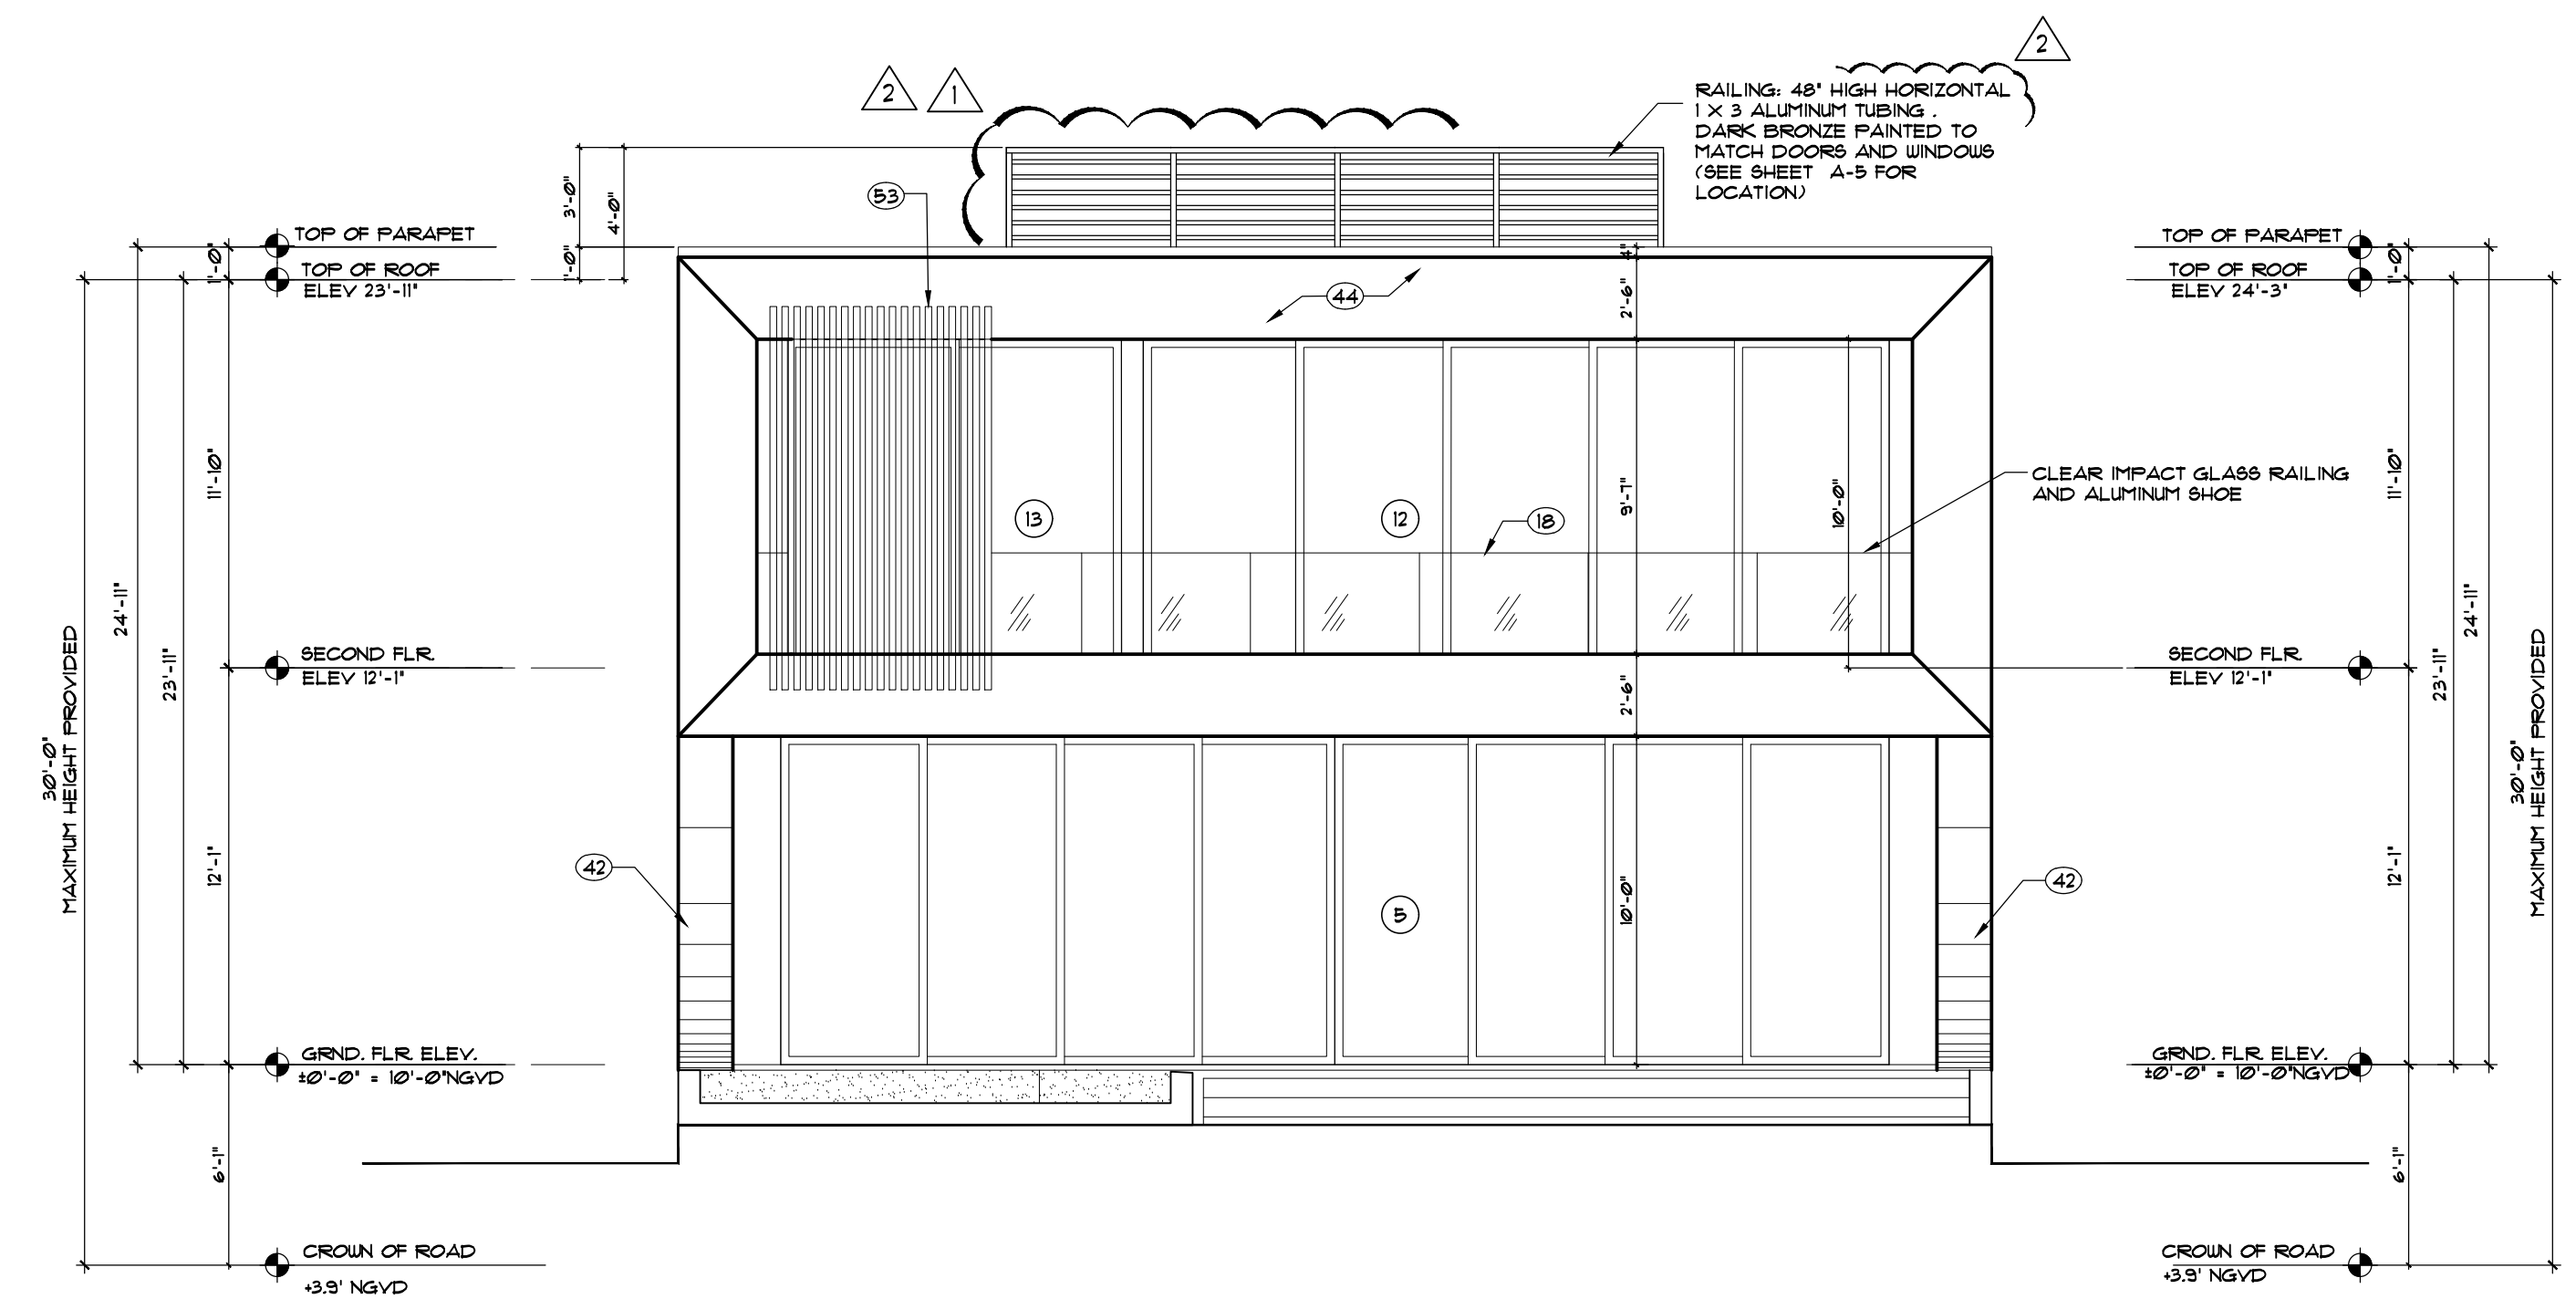 2
2
1
RAILING: 48" HIGH HORIZONTAL
1 X 3 ALUMINUM TUBING .
DARK BRONZE PAINTED TO
MATCH DOORS AND WINDOWS
(SEE SHEET A-5 FOR
LOCATION)
53
3'-0"
4'-0"
1'-0"
TOP OF PARAPET
1'-0"
TOP OF ROOF
ELEV 23'-11"
TOP OF PARAPET
1'-0"
TOP OF ROOF
ELEV 24'-3"
4"
44
2'-6"
11'-10"
13
12
18
9'-7"
10'-0"
CLEAR IMPACT GLASS RAILING
AND ALUMINUM SHOE
11'-10"
24'-11"
23'-11"
SECOND FLR.
ELEV 12'-1"
2'-6"
SECOND FLR.
ELEV 12'-1"
23'-11"
24'-11"
30'-0"
MAXIMUM HEIGHT PROVIDED
12'-1"
42
5
10'-0"
42
12'-1"
30'-0"
MAXIMUM HEIGHT PROVIDED
GRND. FLR. ELEV.
±0'-0" = 10'-0"NGVD
GRND. FLR. ELEV.
±0'-0" = 10'-0"NGVD
6'-1"
6'-1"
CROWN OF ROAD
+3.9' NGVD
CROWN OF ROAD
+3.9' NGVD